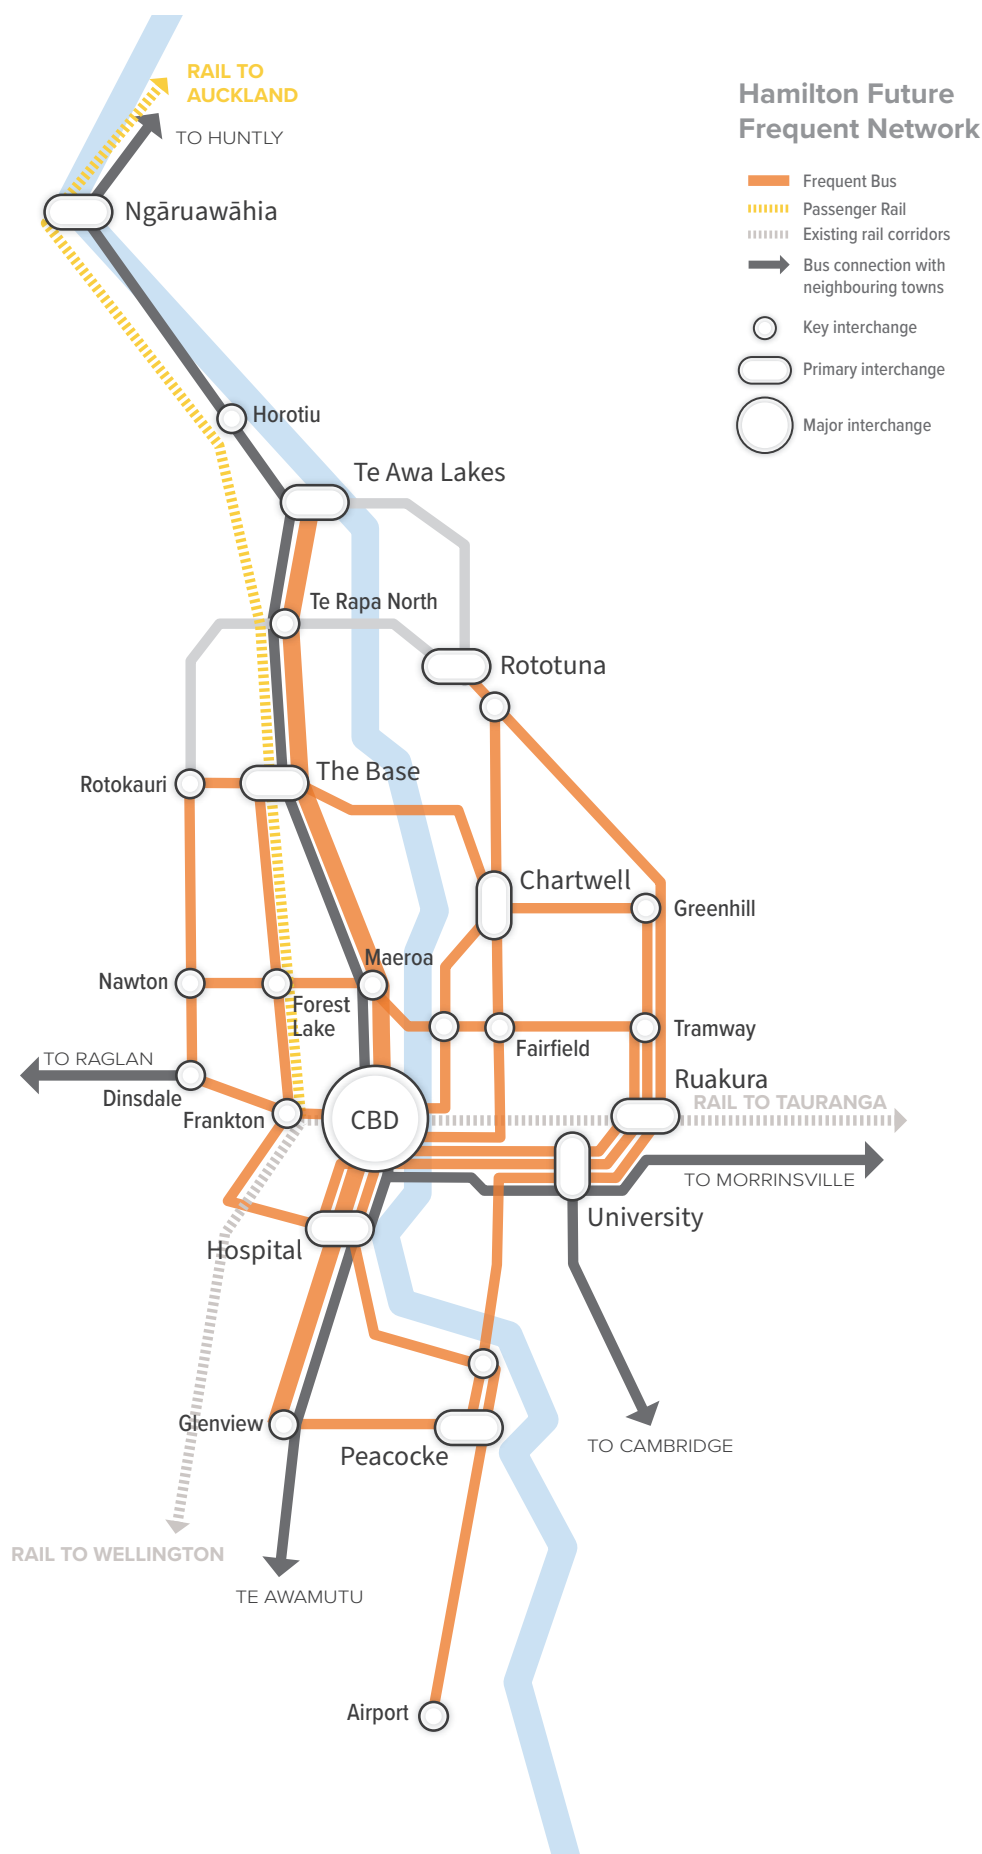 RAIL TO
AUCKLAND
TO HUNTLY
Ngāruawāhia
Hamilton Future
Frequent Network
Frequent Bus
Passenger Rail
Existing rail corridors
Bus connection with
neighbouring towns
Key interchange
Primary interchange
Major interchange
Horotiu
Te Awa Lakes
Te Rapa North
Rototuna
Rotokauri
The Base
Chartwell
Greenhill
Maeroa
Nawton
Forest
Lake
Fairfield
Tramway
TO RAGLAN
Dinsdale
Frankton
CBD
Ruakura
RAIL TO TAURANGA
TO MORRINSVILLE
University
Hospital
Glenview
Peacocke
TO CAMBRIDGE
RAIL TO WELLINGTON
TE AWAMUTU
Airport